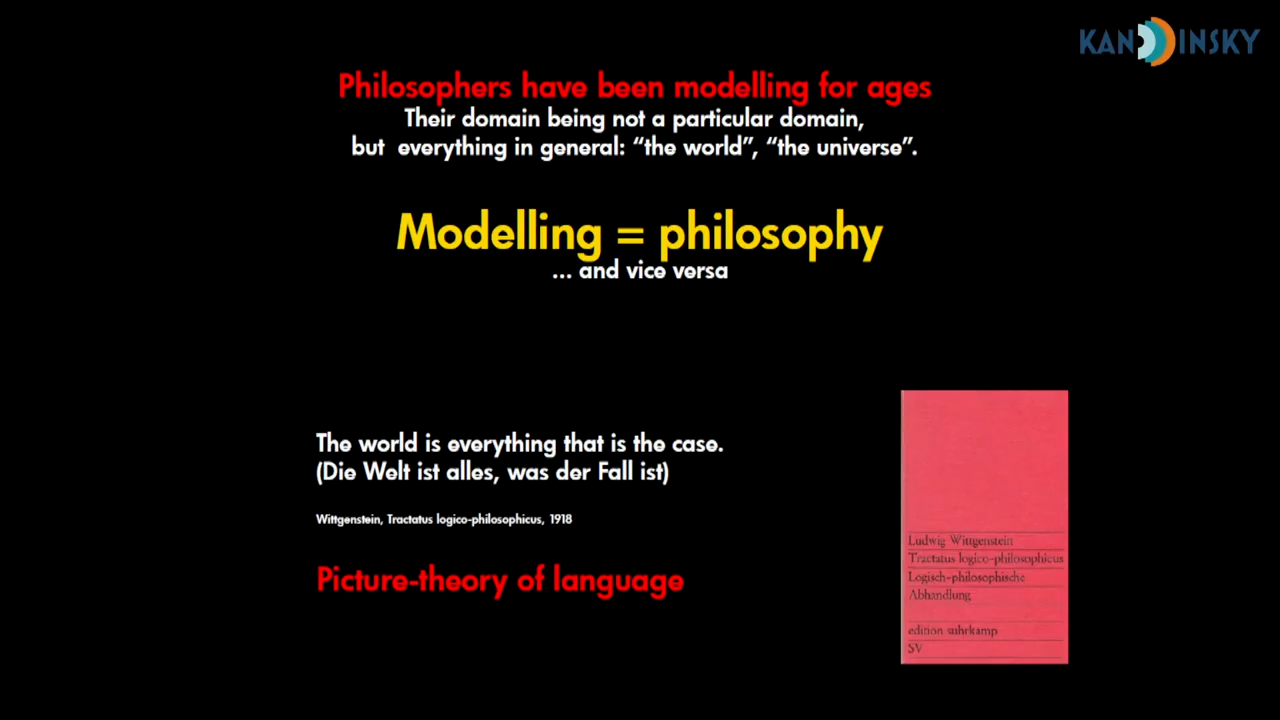 KANDINSKY
Philosophers have been modelling for ages
Their domain being not a particular domain,
but everything in general: “the world”, “the universe”.
Modelling = philosophy
... and vice versa
The world is everything that is the case.
(Die Welt ist alles, was der Fall ist)
Wittgenstein, Tractatus logico-philosophicus, 1918
Picture-theory of language
Ludwig Wittgenstein
Tractatus logico-philosophicus
Logisch-philosophische
Abhandlung
edition suhrkamp
SV